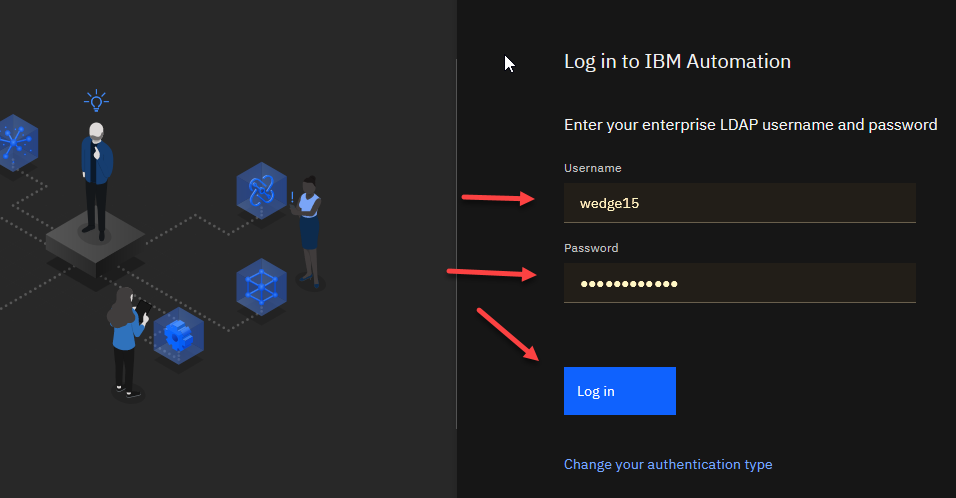 Log in to IBM Automation
Enter your enterprise LDAP username and password
Username
wedge15
Password
••••••••••••
Log in
Change your authentication type